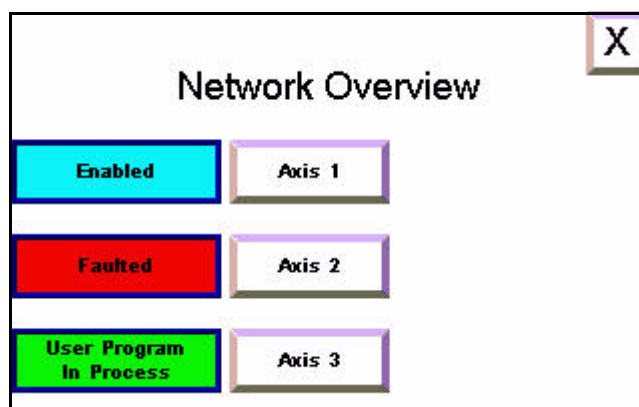 X
Network Overview
Enabled
Axis 1
Faulted
Axis 2
User Program
In Process
Axis 3